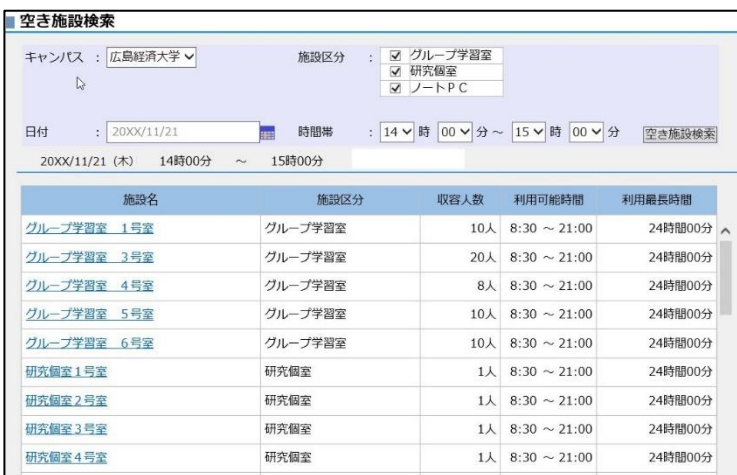 空き施設検索
キャンパス : 広島経済大学 施設区分 : グループ学習室
研究個室
ノートPC
日付 : 20XX/11/21 時間帯 : 14 時 00 分 ~ 15 時 00 分 空き施設検索
20XX/11/21 (木) 14時00分 ~ 15時00分
施設名 施設区分 収容人数 利用可能時間 利用最長時間
グループ学習室 1号室 グループ学習室 10人 8:30 ~ 21:00 24時間00分
グループ学習室 3号室 グループ学習室 20人 8:30 ~ 21:00 24時間00分
グループ学習室 4号室 グループ学習室 8人 8:30 ~ 21:00 24時間00分
グループ学習室 5号室 グループ学習室 10人 8:30 ~ 21:00 24時間00分
グループ学習室 6号室 グループ学習室 10人 8:30 ~ 21:00 24時間00分
研究個室1号室 研究個室 1人 8:30 ~ 21:00 24時間00分
研究個室2号室 研究個室 1人 8:30 ~ 21:00 24時間00分
研究個室3号室 研究個室 1人 8:30 ~ 21:00 24時間00分
研究個室4号室 研究個室 1人 8:30 ~ 21:00 24時間00分